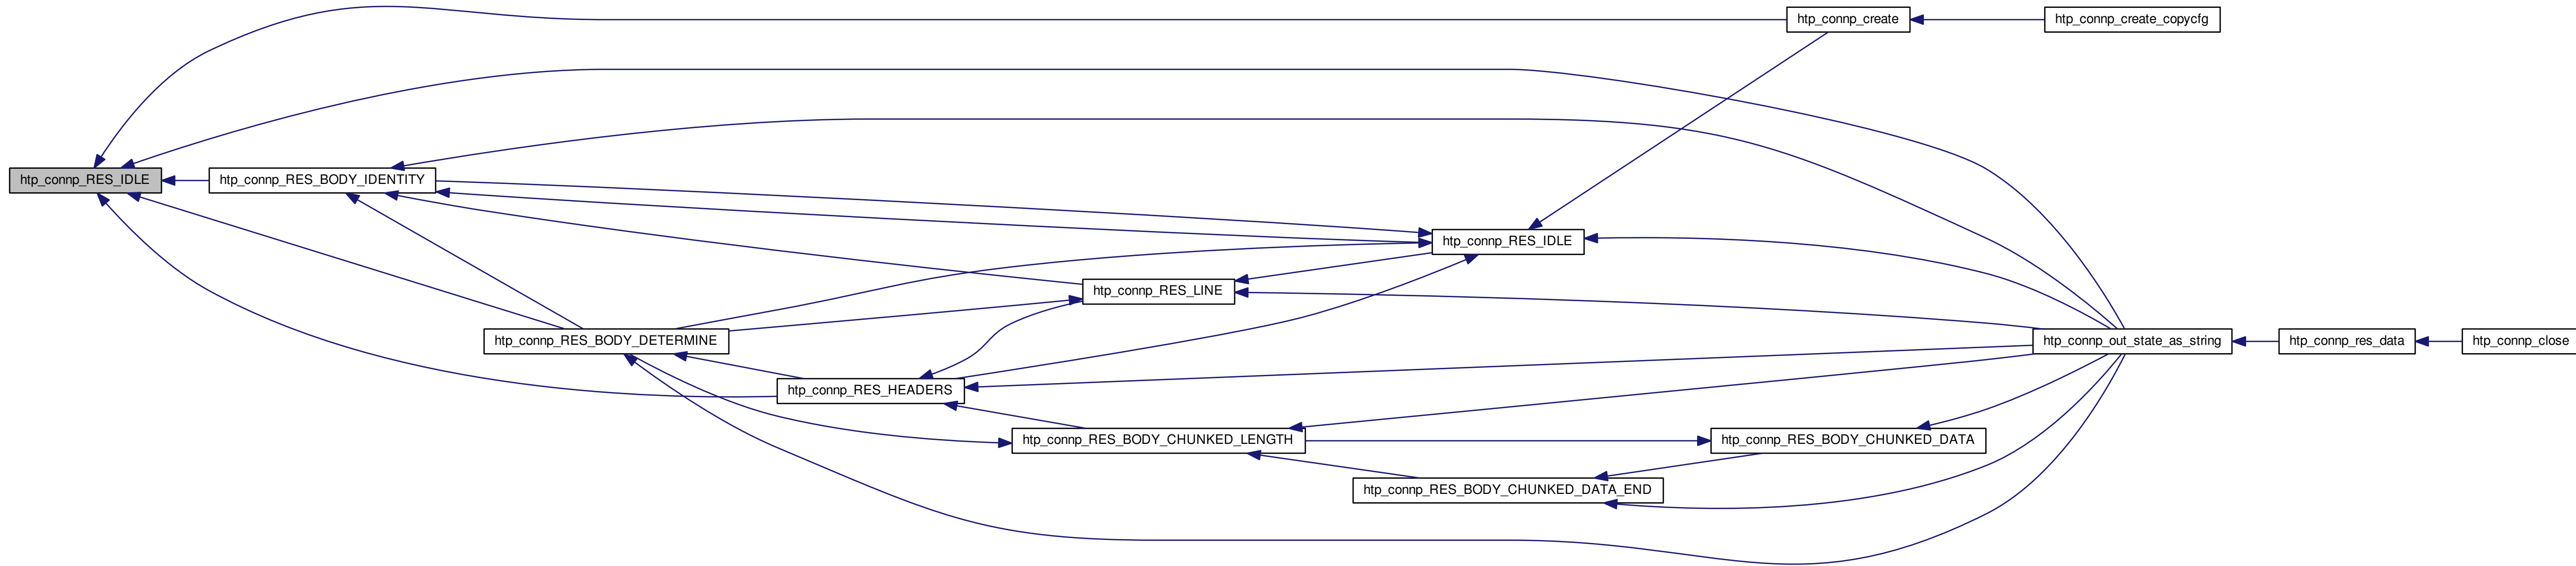 htp_connp_create
htp_connp_create_copycfg
htp_connp_RES_IDLE
htp_connp_RES_BODY_IDENTITY
htp_connp_RES_IDLE
htp_connp_RES_LINE
htp_connp_RES_BODY_DETERMINE
htp_connp_out_state_as_string
htp_connp_res_data
htp_connp_close
htp_connp_RES_HEADERS
htp_connp_RES_BODY_CHUNKED_LENGTH
htp_connp_RES_BODY_CHUNKED_DATA
htp_connp_RES_BODY_CHUNKED_DATA_END